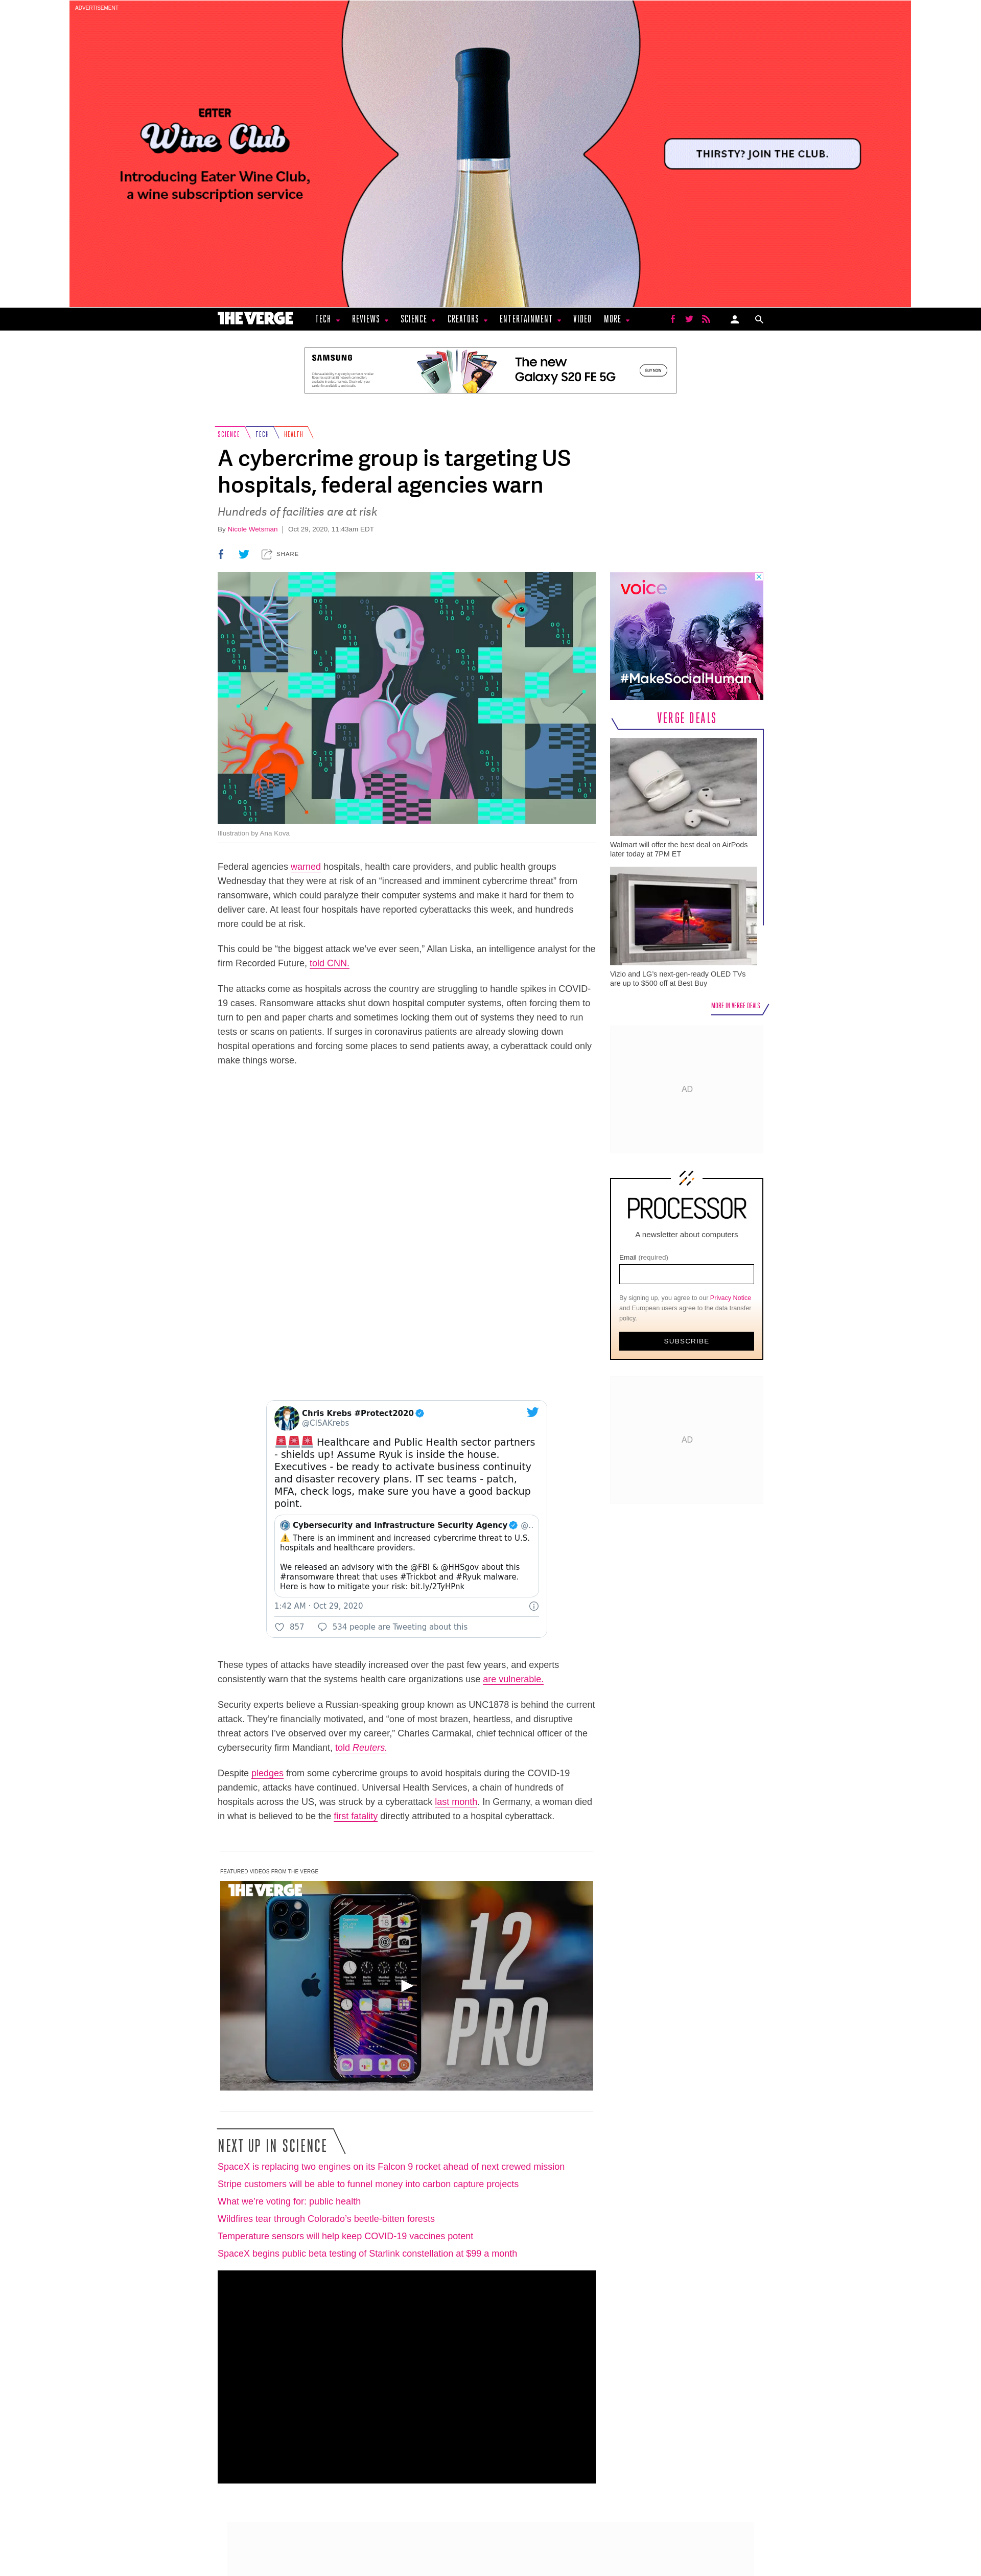 ADVERTISEMENT
EATER
Wine Club
Introducing Eater Wine Club,
a wine subscription service
THIRSTY? JOIN THE CLUB.
THE VERGE
TECH
REVIEWS
SCIENCE
CREATORS
ENTERTAINMENT
VIDEO
MORE
SAMSUNG
The new
Galaxy S20 FE 5G
BUY NOW
SCIENCE
TECH
HEALTH
A cybercrime group is targeting US
hospitals, federal agencies warn
Hundreds of facilities are at risk
By Nicole Wetsman | Oct 29, 2020, 11:43am EDT
SHARE
Illustration by Ana Kova
Federal agencies warned hospitals, health care providers, and public health groups
Wednesday that they were at risk of an “increased and imminent cybercrime threat” from
ransomware, which could paralyze their computer systems and make it hard for them to
deliver care. At least four hospitals have reported cyberattacks this week, and hundreds
more could be at risk.
This could be “the biggest attack we’ve ever seen,” Allan Liska, an intelligence analyst for the
firm Recorded Future, told CNN.
The attacks come as hospitals across the country are struggling to handle spikes in COVID-
19 cases. Ransomware attacks shut down hospital computer systems, often forcing them to
turn to pen and paper charts and sometimes locking them out of systems they need to run
tests or scans on patients. If surges in coronavirus patients are already slowing down
hospital operations and forcing some places to send patients away, a cyberattack could only
make things worse.
voice
#MakeSocialHuman
VERGE DEALS
Walmart will offer the best deal on AirPods
later today at 7PM ET
Vizio and LG’s next-gen-ready OLED TVs
are up to $500 off at Best Buy
MORE IN VERGE DEALS
AD
PROCESSOR
A newsletter about computers
Email (required)
By signing up, you agree to our Privacy Notice
and European users agree to the data transfer
policy.
SUBSCRIBE
AD
Chris Krebs #Protect2020
@CISAKrebs
🚨🚨🚨 Healthcare and Public Health sector partners
- shields up! Assume Ryuk is inside the house.
Executives - be ready to activate business continuity
and disaster recovery plans. IT sec teams - patch,
MFA, check logs, make sure you have a good backup
point.
Cybersecurity and Infrastructure Security Agency @...
⚠️ There is an imminent and increased cybercrime threat to U.S.
hospitals and healthcare providers.
We released an advisory with the @FBI & @HHSgov about this
#ransomware threat that uses #Trickbot and #Ryuk malware.
Here is how to mitigate your risk: bit.ly/2TyHPnk
1:42 AM · Oct 29, 2020
857
534 people are Tweeting about this
These types of attacks have steadily increased over the past few years, and experts
consistently warn that the systems health care organizations use are vulnerable.
Security experts believe a Russian-speaking group known as UNC1878 is behind the current
attack. They’re financially motivated, and “one of most brazen, heartless, and disruptive
threat actors I’ve observed over my career,” Charles Carmakal, chief technical officer of the
cybersecurity firm Mandiant, told Reuters.
Despite pledges from some cybercrime groups to avoid hospitals during the COVID-19
pandemic, attacks have continued. Universal Health Services, a chain of hundreds of
hospitals across the US, was struck by a cyberattack last month. In Germany, a woman died
in what is believed to be the first fatality directly attributed to a hospital cyberattack.
FEATURED VIDEOS FROM THE VERGE
THE VERGE
12
PRO
NEXT UP IN SCIENCE
SpaceX is replacing two engines on its Falcon 9 rocket ahead of next crewed mission
Stripe customers will be able to funnel money into carbon capture projects
What we’re voting for: public health
Wildfires tear through Colorado’s beetle-bitten forests
Temperature sensors will help keep COVID-19 vaccines potent
SpaceX begins public beta testing of Starlink constellation at $99 a month